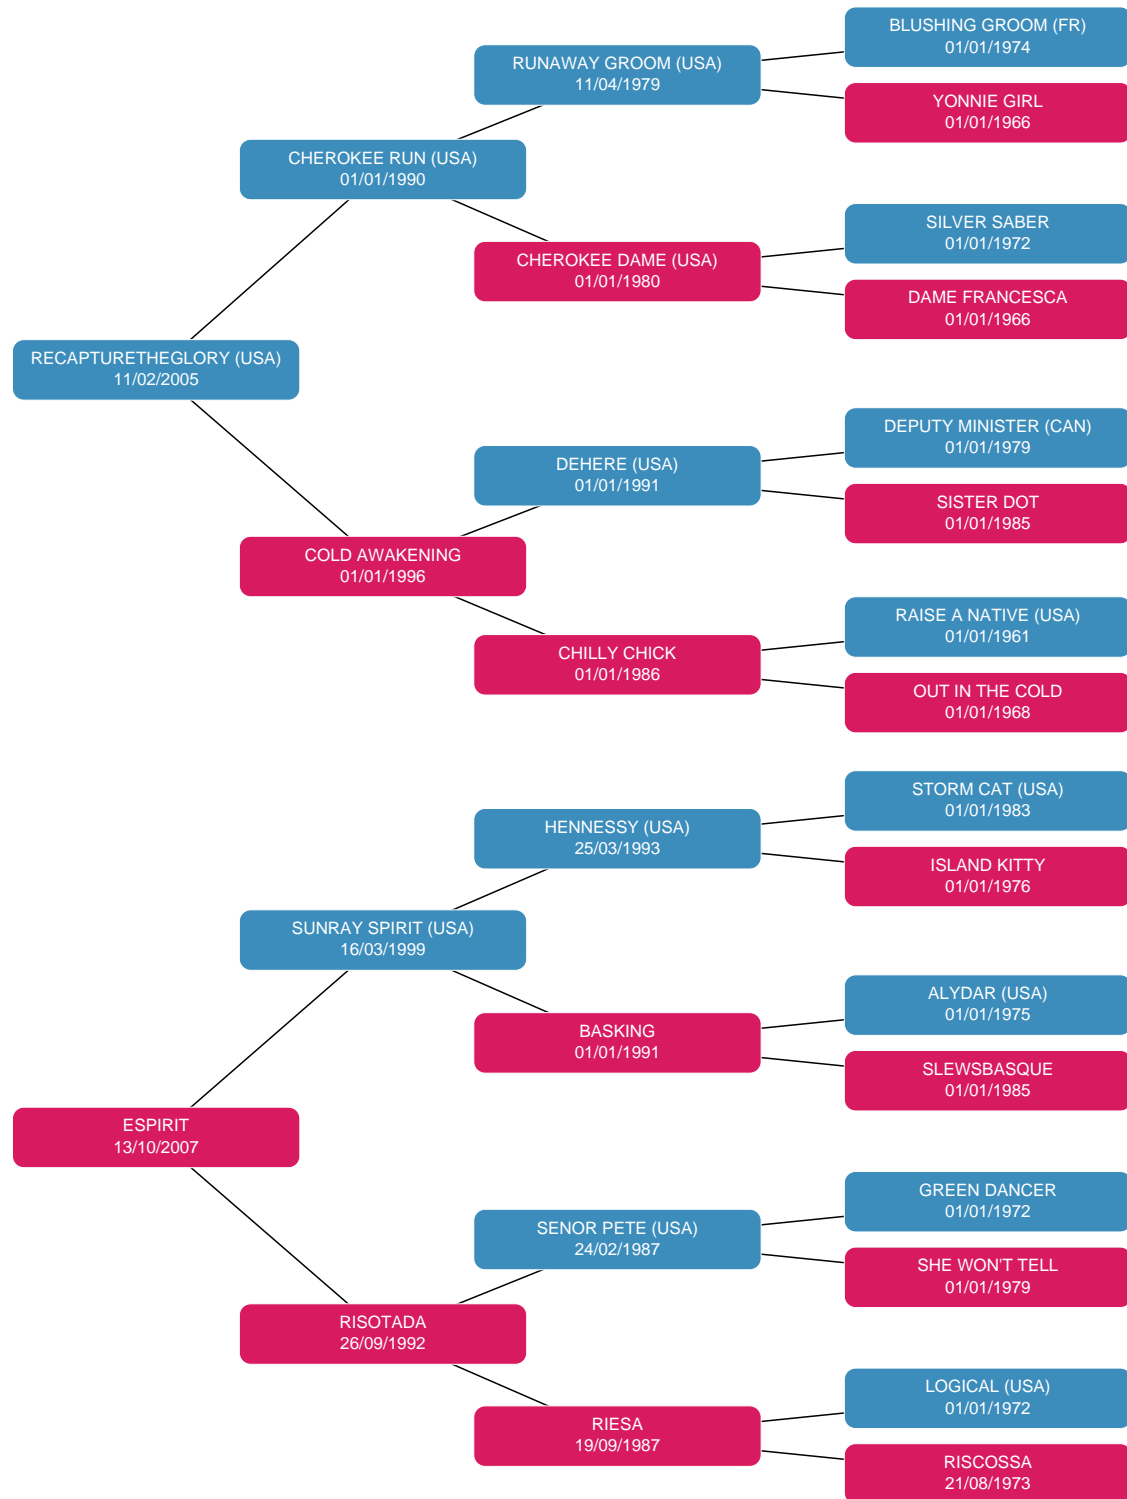 BLUSHING GROOM (FR)
01/01/1974
RUNAWAY GROOM (USA)
11/04/1979
YONNIE GIRL
01/01/1966
CHEROKEE RUN (USA)
01/01/1990
SILVER SABER
01/01/1972
CHEROKEE DAME (USA)
01/01/1980
DAME FRANCESCA
01/01/1966
RECAPTURETHEGLORY (USA)
11/02/2005
DEPUTY MINISTER (CAN)
01/01/1979
DEHERE (USA)
01/01/1991
SISTER DOT
01/01/1985
COLD AWAKENING
01/01/1996
RAISE A NATIVE (USA)
01/01/1961
CHILLY CHICK
01/01/1986
OUT IN THE COLD
01/01/1968
STORM CAT (USA)
01/01/1983
HENNESSY (USA)
25/03/1993
ISLAND KITTY
01/01/1976
SUNRAY SPIRIT (USA)
16/03/1999
ALYDAR (USA)
01/01/1975
BASKING
01/01/1991
SLEWSBASQUE
01/01/1985
ESPIRIT
13/10/2007
GREEN DANCER
01/01/1972
SENOR PETE (USA)
24/02/1987
SHE WON'T TELL
01/01/1979
RISOTADA
26/09/1992
LOGICAL (USA)
01/01/1972
RIESA
19/09/1987
RISCOSSA
21/08/1973